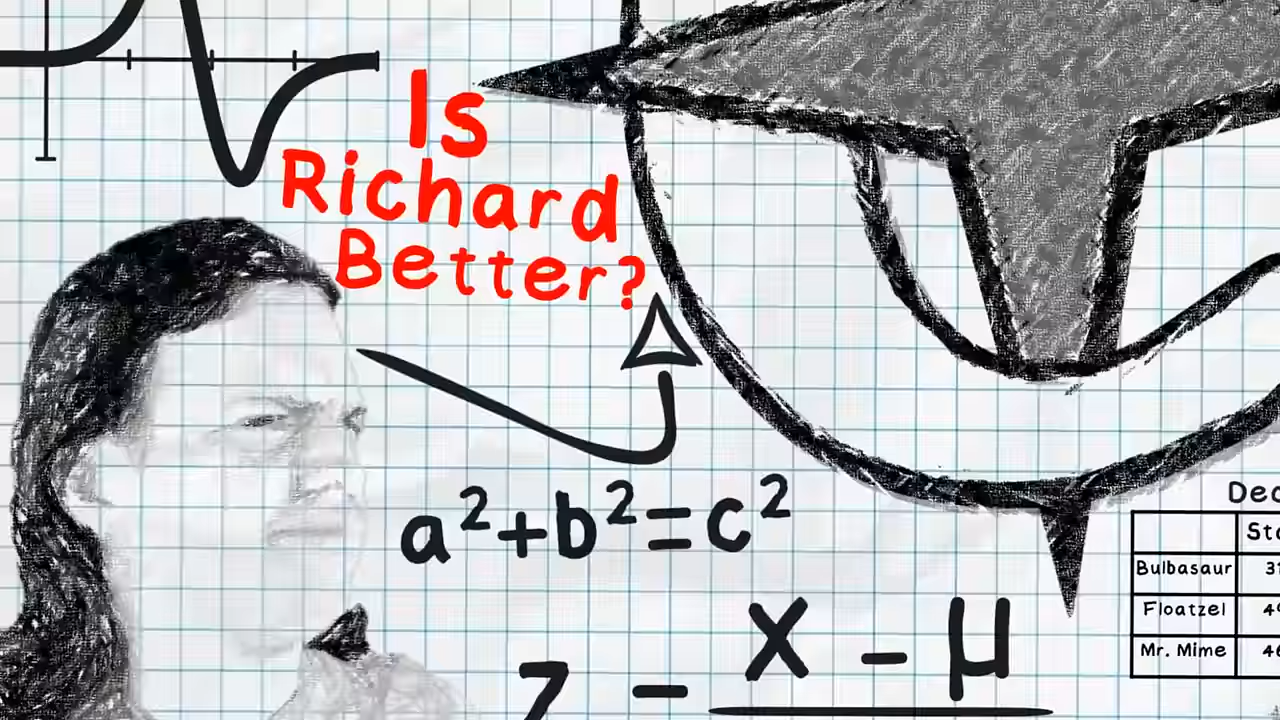 Is
Richard
Better?
a²+b²=c²
x - μ
Bulbasaur
Floatzel
Mr. Mime